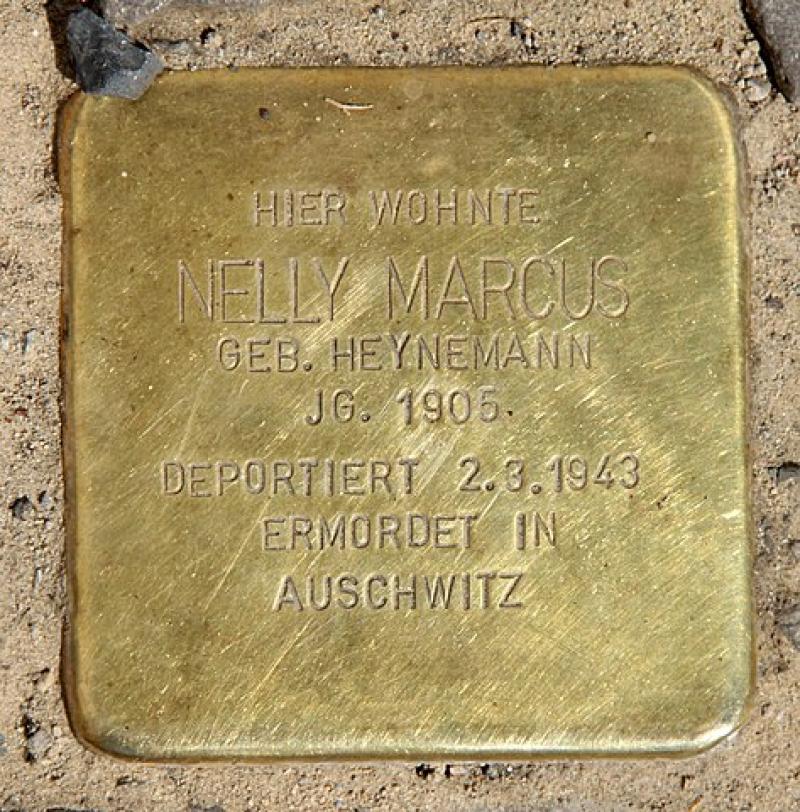 HIER WOHNTE
NELLY MARCUS
GEB. HEYNEMANN
JG. 1905
DEPORTIERT 2.3.1943
ERMORDET IN
AUSCHWITZ